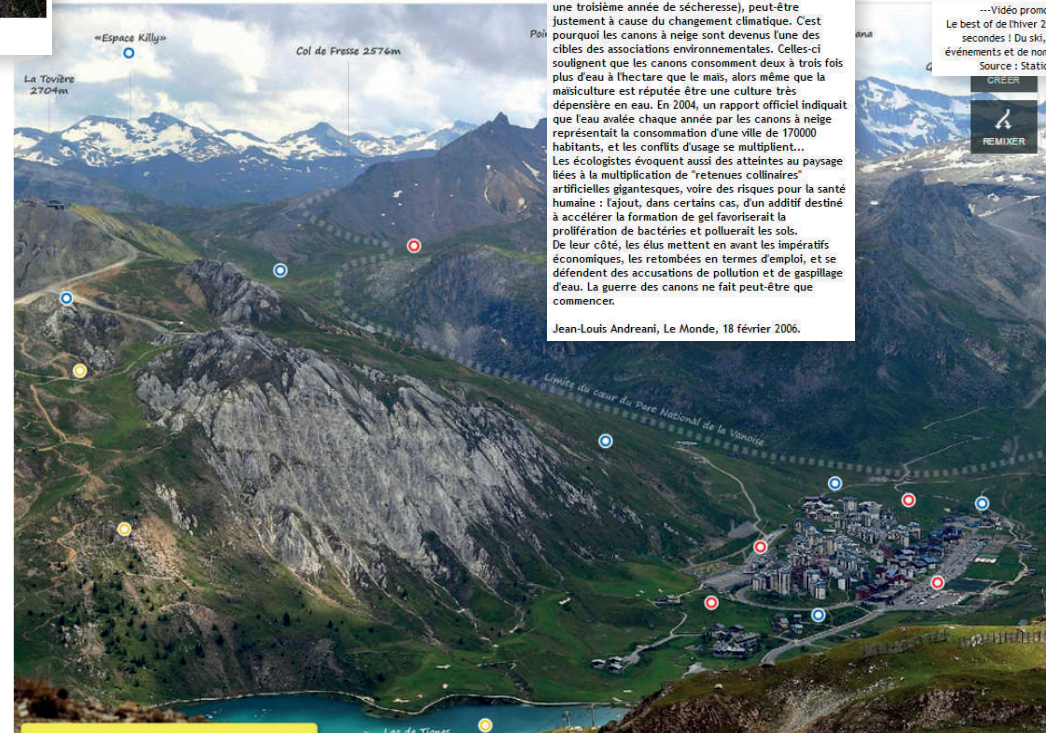 «Espace Killy»
La Tovière
2704m
Col de Fresse 2576m
une troisième année de sécheresse), peut-être
justement à cause du changement climatique. C'est
pourquoi les canons à neige sont devenus l'une des
cibles des associations environnementales. Celles-ci
soulignent que les canons consomment deux à trois fois
plus d'eau à l'hectare que le maïs, alors même que la
maïsiculture est réputée être une culture très
dépensière en eau. En 2004, un rapport officiel indiquait
que l'eau avalée chaque année par les canons à neige
représentait la consommation d'une ville de 170000
habitants, et les conflits d'usage se multiplient...
Les écologistes évoquent aussi des atteintes au paysage
liées à la multiplication de "retenues collinaires"
artificielles gigantesques, voire des risques pour la santé
humaine : l'ajout, dans certains cas, d'un additif destiné
à accélérer la formation de gel favoriserait la
prolifération de bactéries et polluerait les sols.
De leur côté, les élus mettent en avant les impératifs
économiques, les retombées en termes d'emploi, et se
défendent des accusations de pollution et de gaspillage
d'eau. La guerre des canons ne fait peut-être que
commencer.
Jean-Louis Andreani, Le Monde, 18 février 2006.
---Vidéo promo
Le best of de l'hiver 2
secondes ! Du ski,
événements et de nom
Source : Static
CRÉER
REMIXER
Limite du cœur du Parc National de la Vanoise
Lac de Tignes